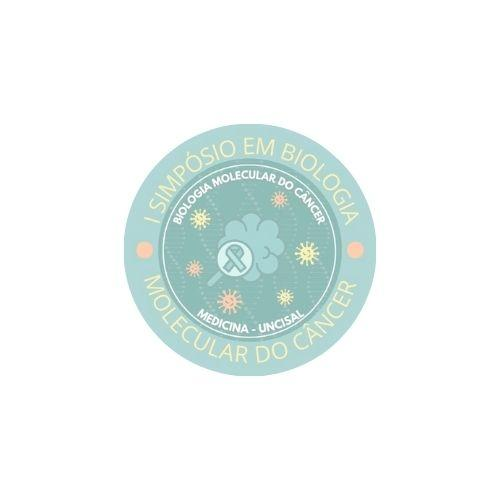 I SIMPÓSIO EM BIOLOGIA
BIOLOGIA MOLECULAR DO CÂNCER
MEDICINA - UNCISAL
MOLECULAR DO CÂNCER